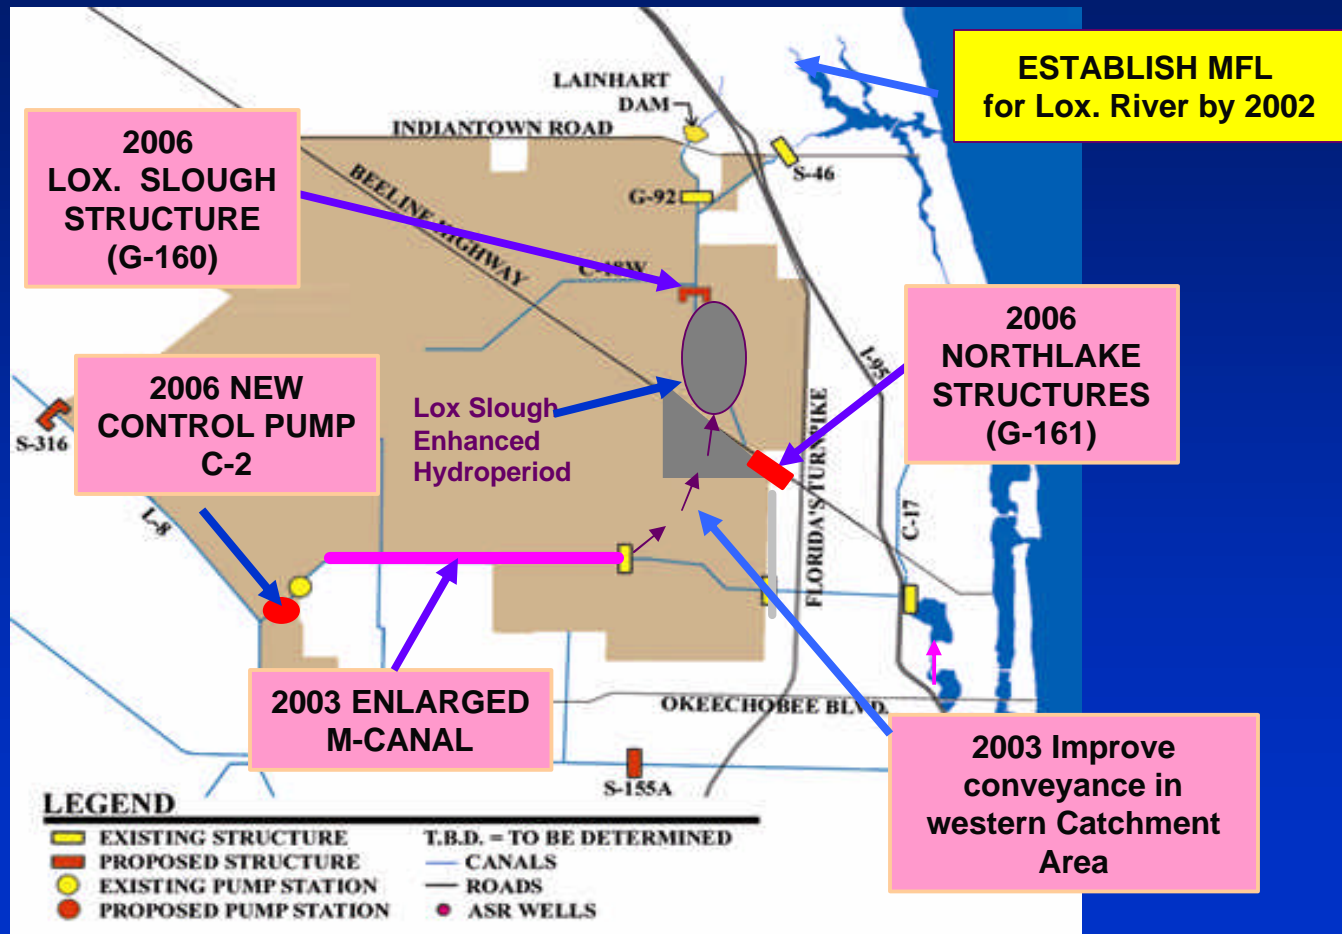 ESTABLISH MFL
for Lox. River by 2002
LAINHART
DAM
INDIANTOWN ROAD
2006
LOX. SLOUGH
STRUCTURE
(G-160)
BEELINE HIGHWAY
S-46
G-92
C-18W
2006
NORTHLAKE
STRUCTURES
(G-161)
I-95
2006 NEW
CONTROL PUMP
C-2
S-316
Lox Slough
Enhanced
Hydroperiod
FLORIDA'S TURNPIKE
C-17
L-8
2003 ENLARGED
M-CANAL
OKEECHOBEE BLVD.
2003 Improve
conveyance in
western Catchment
Area
S-155A
LEGEND
EXISTING STRUCTURE
PROPOSED STRUCTURE
EXISTING PUMP STATION
PROPOSED PUMP STATION
T.B.D. = TO BE DETERMINED
CANALS
ROADS
ASR WELLS